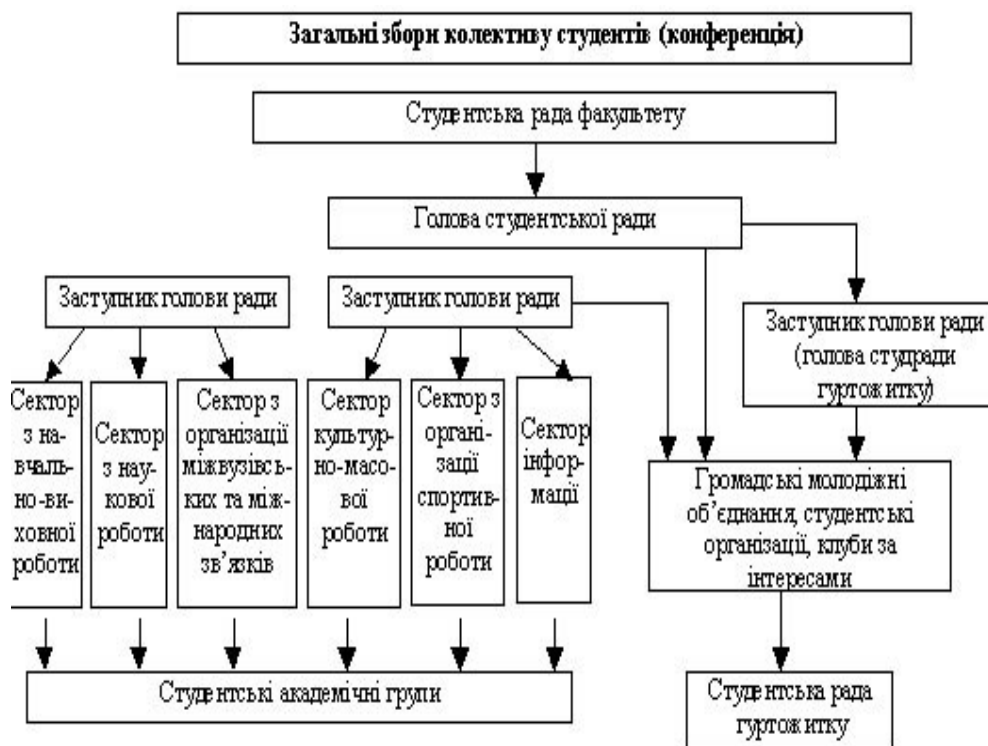 Загальні збори колективу студентів (конференція)
Студентська рада факультету
Голова студентської ради
Заступник голови ради
Заступник голови ради
Заступник голови ради
(голова студради
гуртожитку)
Сектор
з на-
вчаль-
но-ви-
ховної
роботи
Сектор
з нау-
кової
роботи
Сектор з
організації
міжвузівсь-
ких та між-
народних
зв’язків
Сектор
культур-
но-масо-
вої
роботи
Сектор з
органі-
зації
спортив-
ної
роботи
Сектор
інфор-
мації
Громадські молодіжні
об’єднання, студентські
організації, клуби за
інтересами
Студентські академічні групи
Студентська рада
гуртожитку